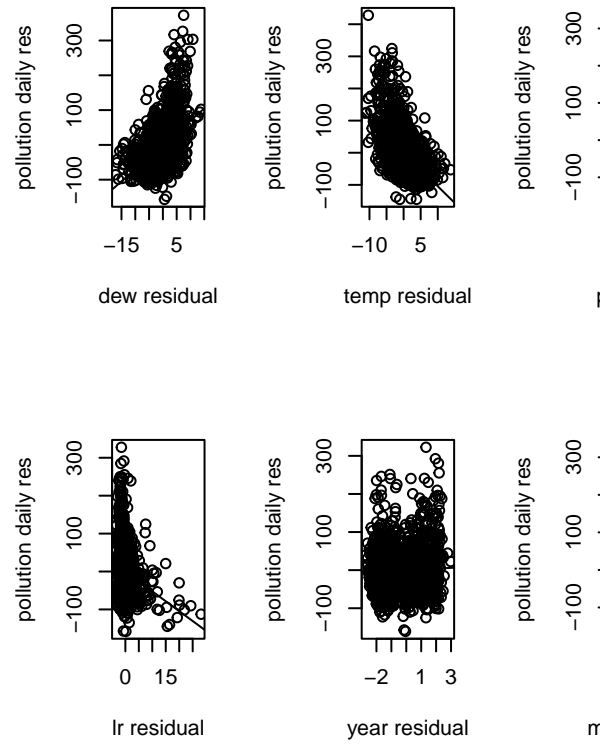 pollution daily res
−100 100 300
−15 5
dew residual
pollution daily res
−100 100 300
−10 5
temp residual
pollution daily res
−100 100 300
p
pollution daily res
−100 100 300
0 15
lr residual
pollution daily res
−100 100 300
−2 1 3
year residual
pollution daily res
−100 100 300
m